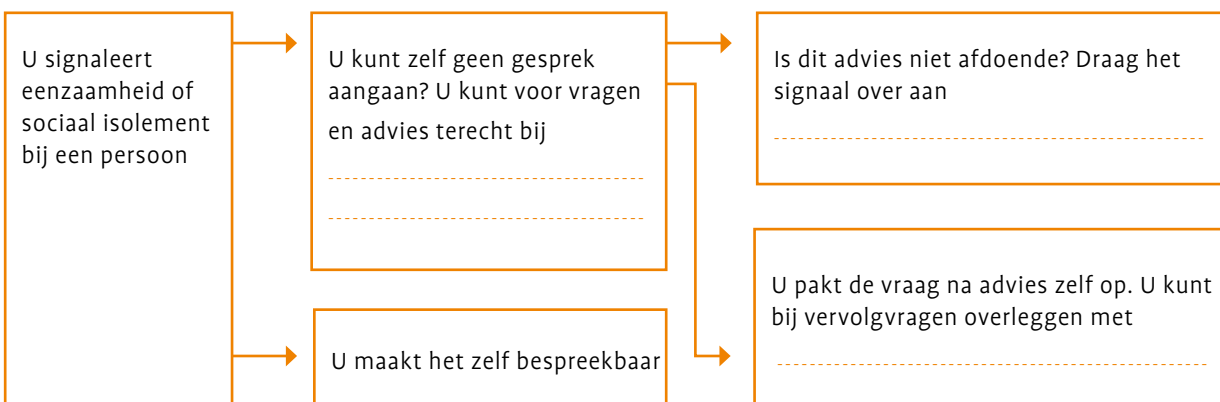 U signaleert
eenzaamheid of
sociaal isolement
bij een persoon
U kunt zelf geen gesprek
aangaan? U kunt voor vragen
en advies terecht bij
Is dit advies niet afdoende? Draag het
signaal over aan
U maakt het zelf bespreekbaar
U pakt de vraag na advies zelf op. U kunt
bij vervolgvragen overleggen met